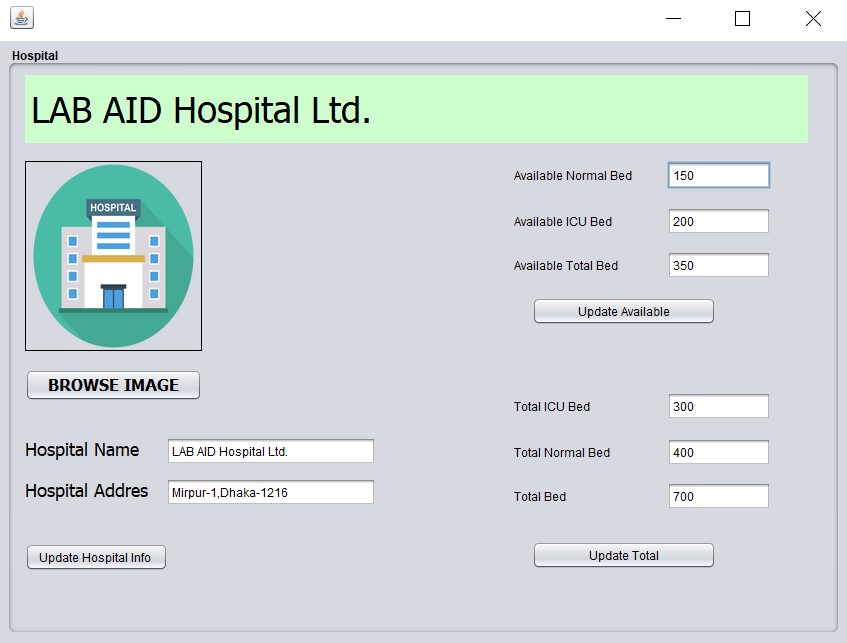 Hospital
LAB AID Hospital Ltd.
HOSPITAL
Available Normal Bed 150
Available ICU Bed 200
Available Total Bed 350
Update Available
BROWSE IMAGE
Total ICU Bed 300
Hospital Name LAB AID Hospital Ltd.
Total Normal Bed 400
Hospital Addres Mirpur-1,Dhaka-1216
Total Bed 700
Update Hospital Info
Update Total